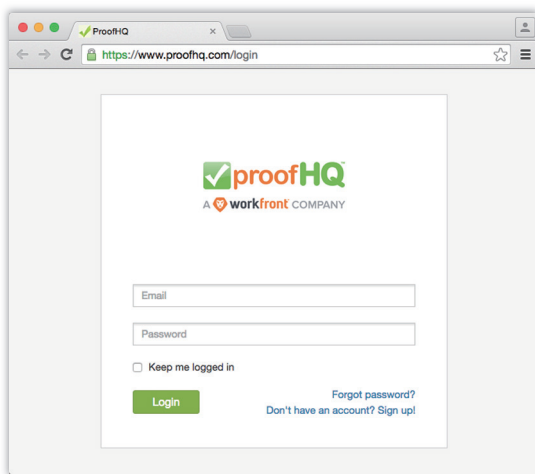 ProofHQ
https://www.proofhq.com/login
proofHQ™
A workfront COMPANY
Email
Password
Keep me logged in
Login
Forgot password?
Don't have an account? Sign up!